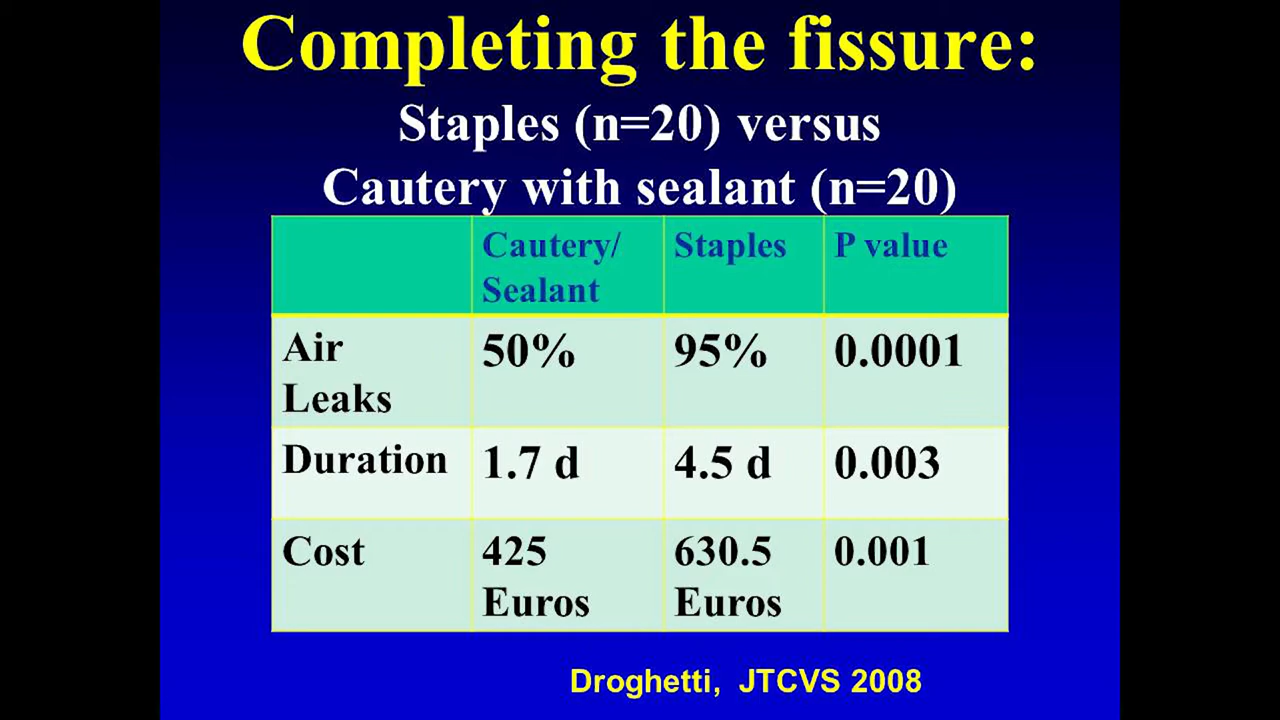 Completing the fissure:
Staples (n=20) versus
Cautery with sealant (n=20)
Cautery/ Staples P value
Sealant
Air 50% 95% 0.0001
Leaks
Duration 1.7 d 4.5 d 0.003
Cost 425 630.5 0.001
Euros Euros
Droghetti, JTCVS 2008